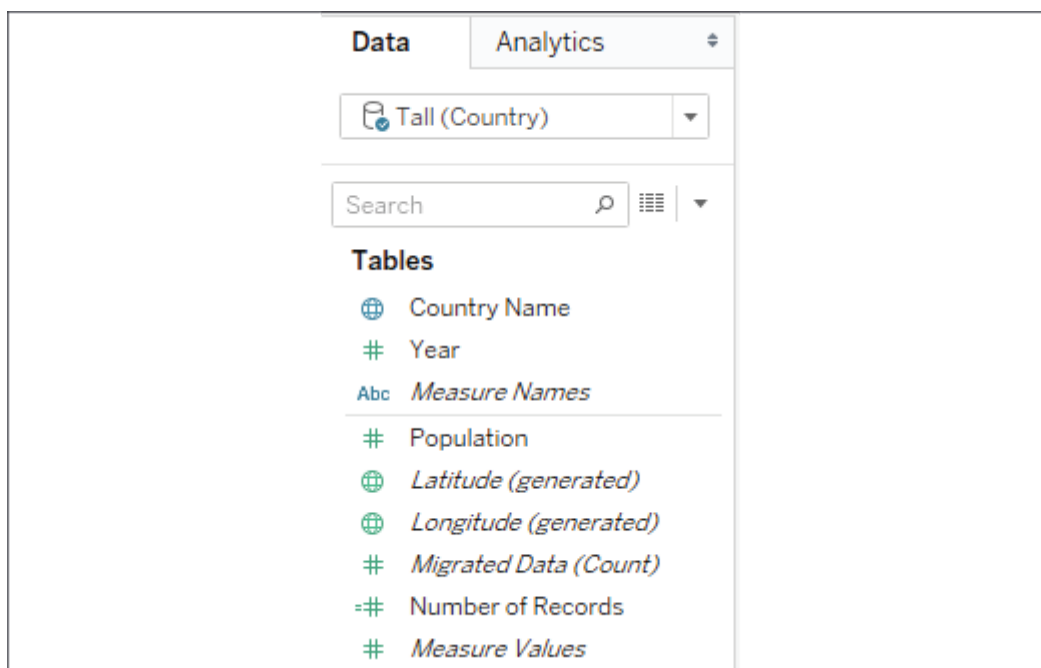 Data Analytics
Tall (Country)
Search
Tables
Country Name
# Year
Abc Measure Names
# Population
Latitude (generated)
Longitude (generated)
# Migrated Data (Count)
=# Number of Records
# Measure Values